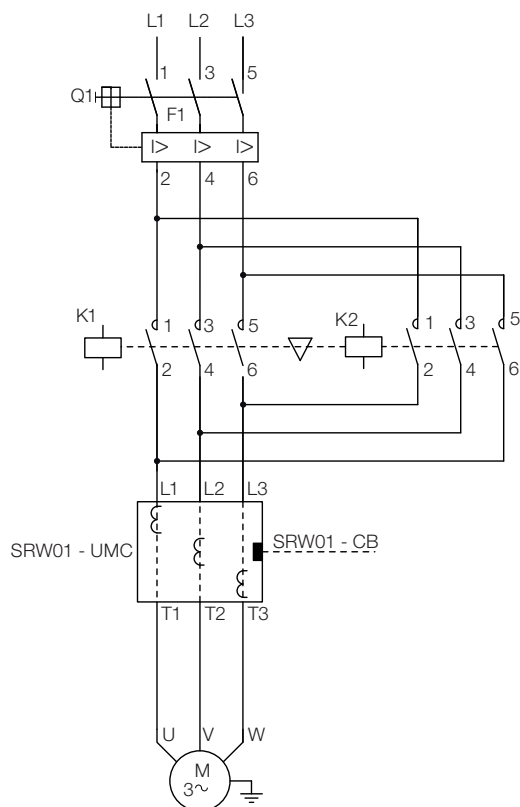 L1 L2 L3
1 3 5
Q1
F1
I> I> I>
2 4 6
K1 1 3 5 K2 1 3 5
2 4 6 2 4 6
L1 L2 L3
SRW01 - UMC SRW01 - CB
T1 T2 T3
U V W
M
3~